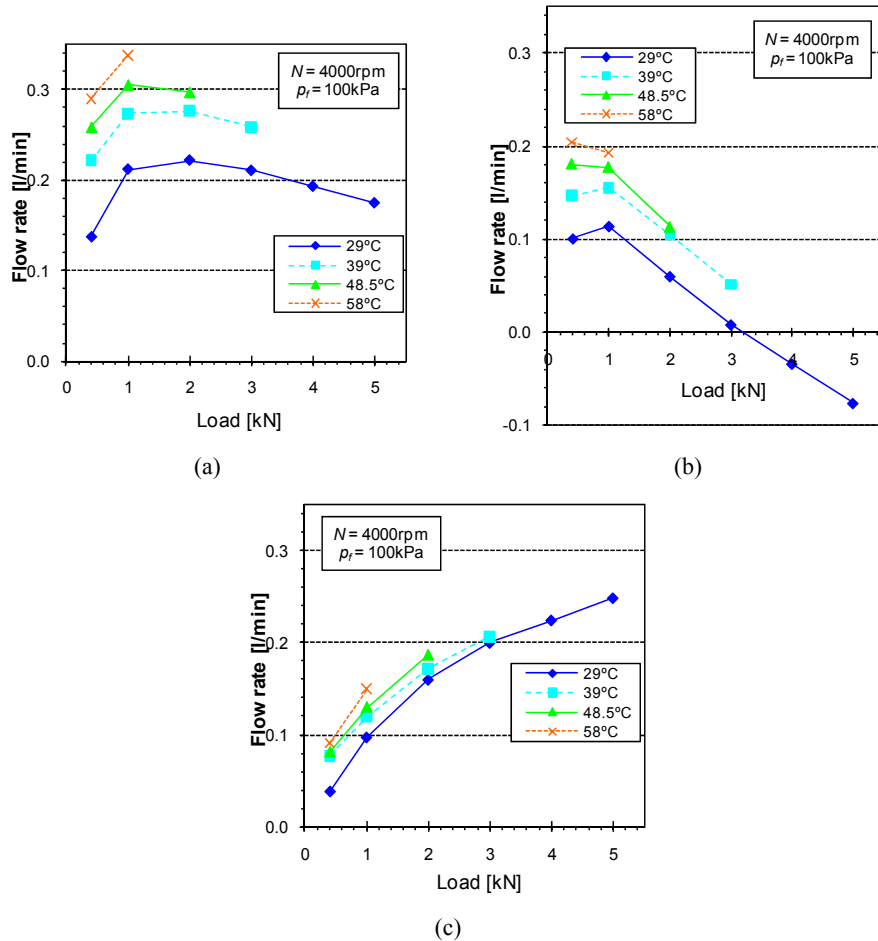 0.3
0.2
0.1
0.0
Flow rate [l/min]
N = 4000rpm
pf = 100kPa
29ºC
39ºC
48.5ºC
58ºC
0 1 2 3 4 5
Load [kN]
(a)
0.3
0.2
0.1
0.0
-0.1
Flow rate [l/min]
29ºC
39ºC
48.5ºC
58ºC
N = 4000rpm
pf = 100kPa
0 1 2 3 4 5
Load [kN]
(b)
0.3
0.2
0.1
0.0
Flow rate [l/min]
N = 4000rpm
pf = 100kPa
29ºC
39ºC
48.5ºC
58ºC
0 1 2 3 4 5
Load [kN]
(c)